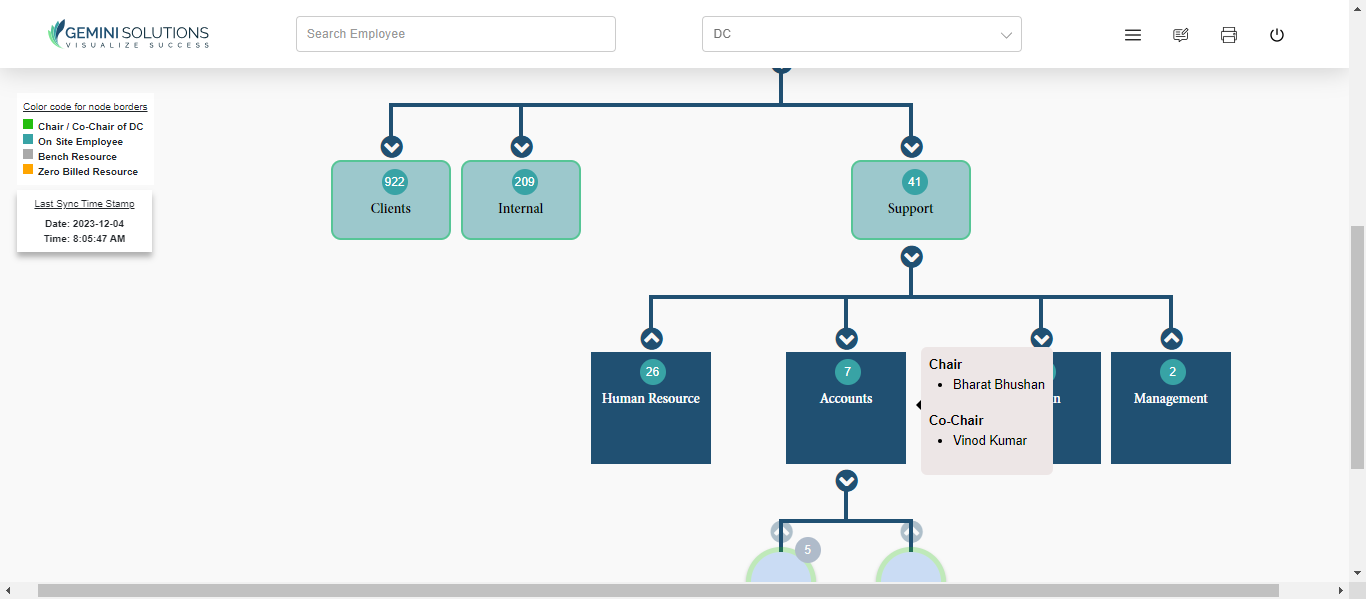 GEMINI SOLUTIONS
VISUALIZE SUCCESS
Search Employee
DC
Color code for node borders
Chair / Co-Chair of DC
On Site Employee
Bench Resource
Zero Billed Resource
Last Sync Time Stamp
Date: 2023-12-04
Time: 8:05:47 AM
922
Clients
209
Internal
41
Support
26
Human Resource
7
Accounts
Chair
Bharat Bhushan
Co-Chair
Vinod Kumar
n
2
Management
5